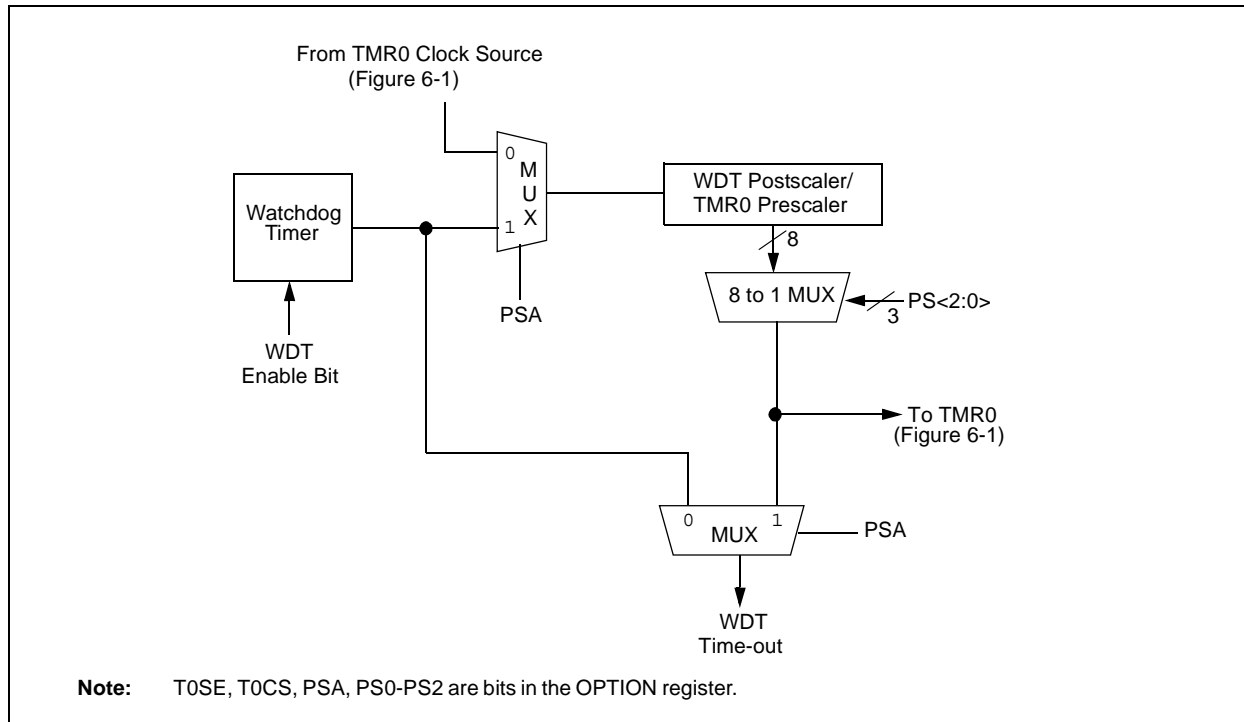 From TMR0 Clock Source
(Figure 6-1)
0
M
U
X
1
PSA
Watchdog
Timer
WDT
Enable Bit
WDT Postscaler/
TMR0 Prescaler
8
8 to 1 MUX
PS<2:0>
3
To TMR0
(Figure 6-1)
0
1
MUX
PSA
WDT
Time-out
Note: T0SE, T0CS, PSA, PS0-PS2 are bits in the OPTION register.